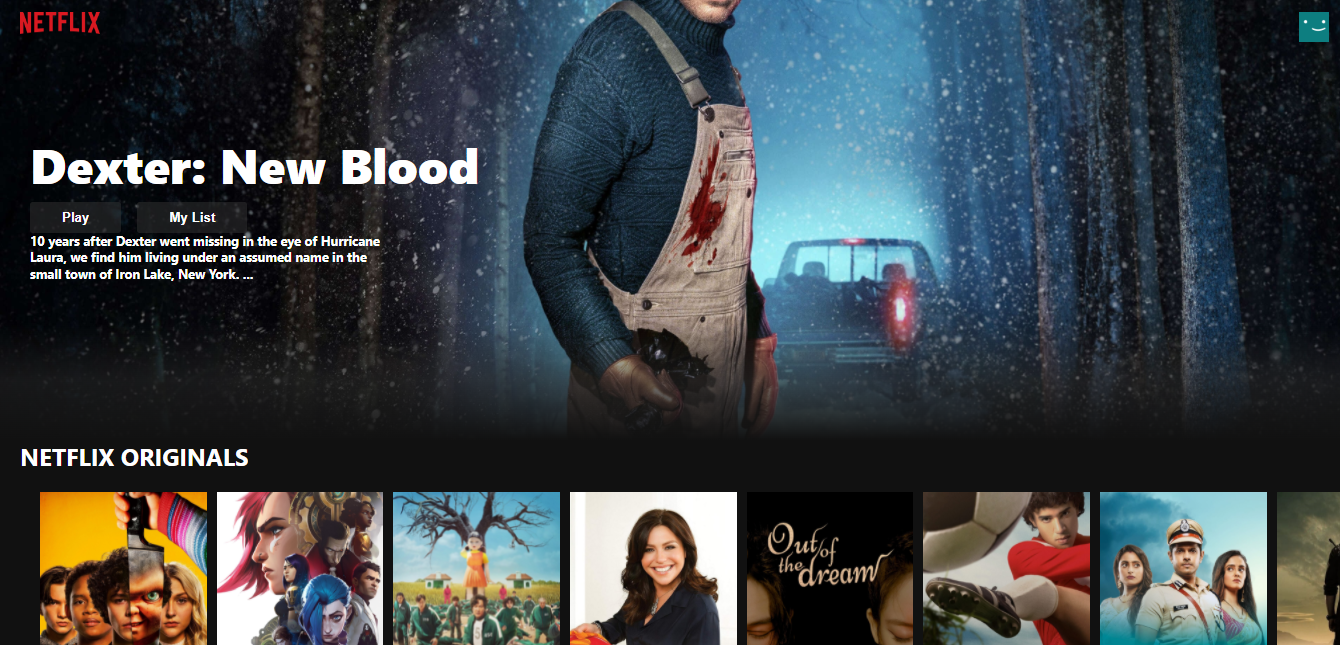 NETFLIX
Dexter: New Blood
Play
My List
10 years after Dexter went missing in the eye of Hurricane
Laura, we find him living under an assumed name in the
small town of Iron Lake, New York. ...
NETFLIX ORIGINALS
Out of
the dream